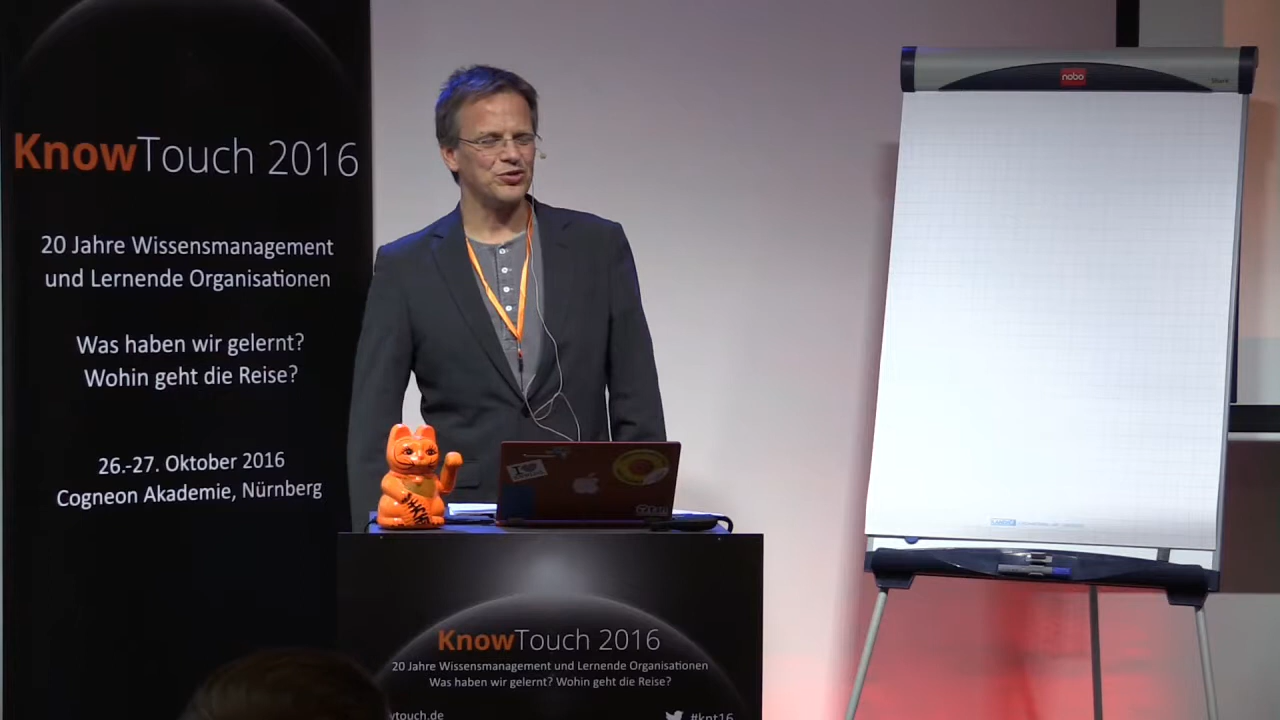 KnowTouch 2016
20 Jahre Wissensmanagement
und Lernende Organisationen
Was haben wir gelernt?
Wohin geht die Reise?
26.-27. Oktober 2016
Cogneon Akademie, Nürnberg
nobo
I
KnowTouch 2016
20 Jahre Wissensmanagement und Lernende Organisationen
Was haben wir gelernt? Wohin geht die Reise?
wtouch.de
#knt16